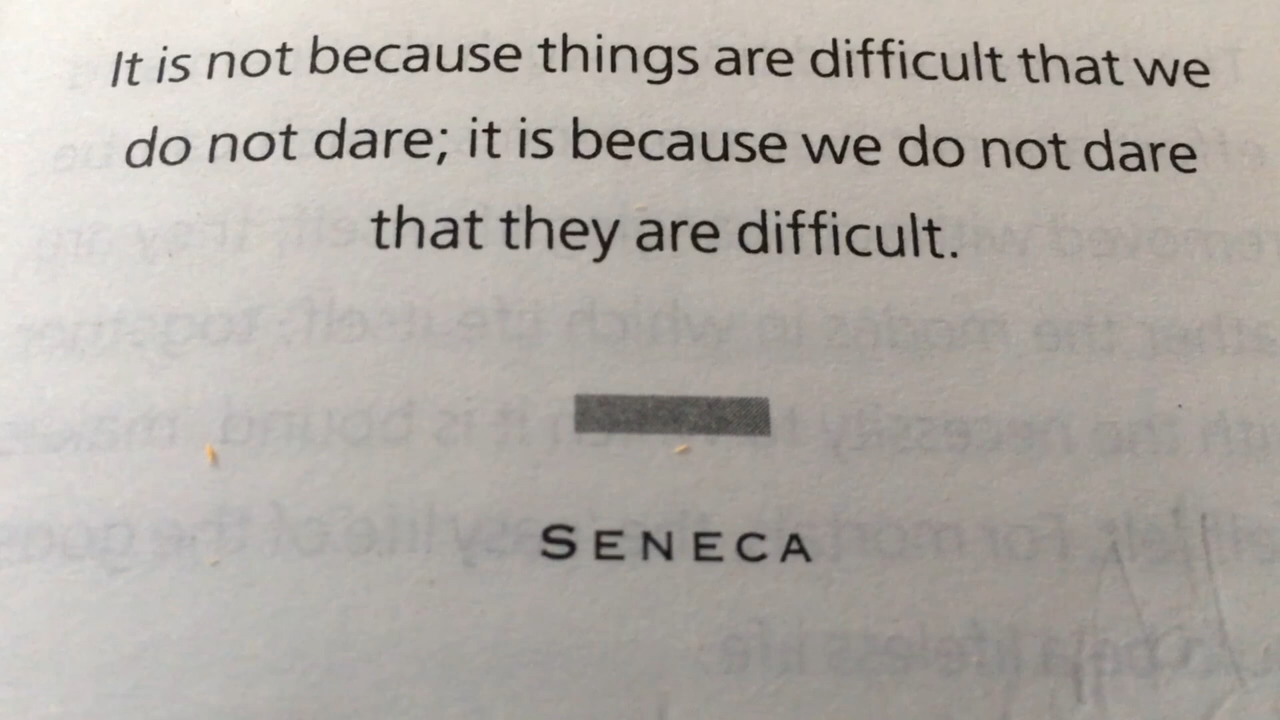 It is not because things are difficult that we
do not dare; it is because we do not dare
that they are difficult.
SENECA